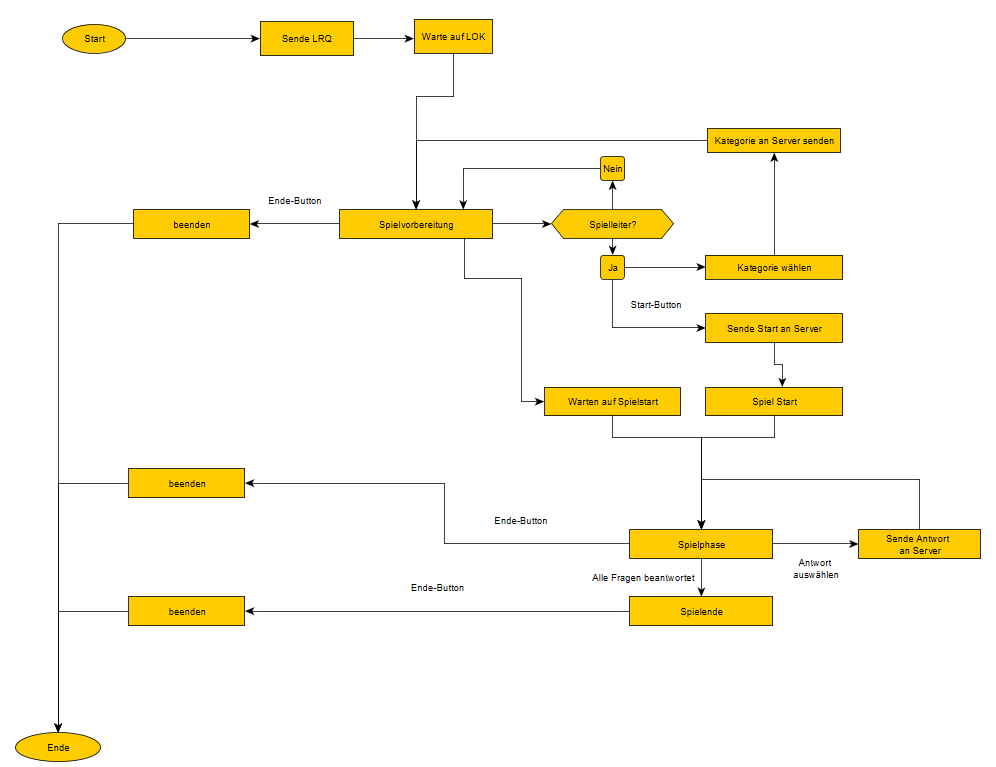 Start
Sende LRQ
Warte auf LOK
Kategorie an Server senden
Nein
Ende-Button
beenden
Spielvorbereitung
Spielleiter?
Ja
Kategorie wählen
Start-Button
Sende Start an Server
Warten auf Spielstart
Spiel Start
beenden
Ende-Button
Spielphase
Sende Antwort
an Server
Antwort
auswählen
Alle Fragen beantwortet
Ende-Button
beenden
Spielende
Ende